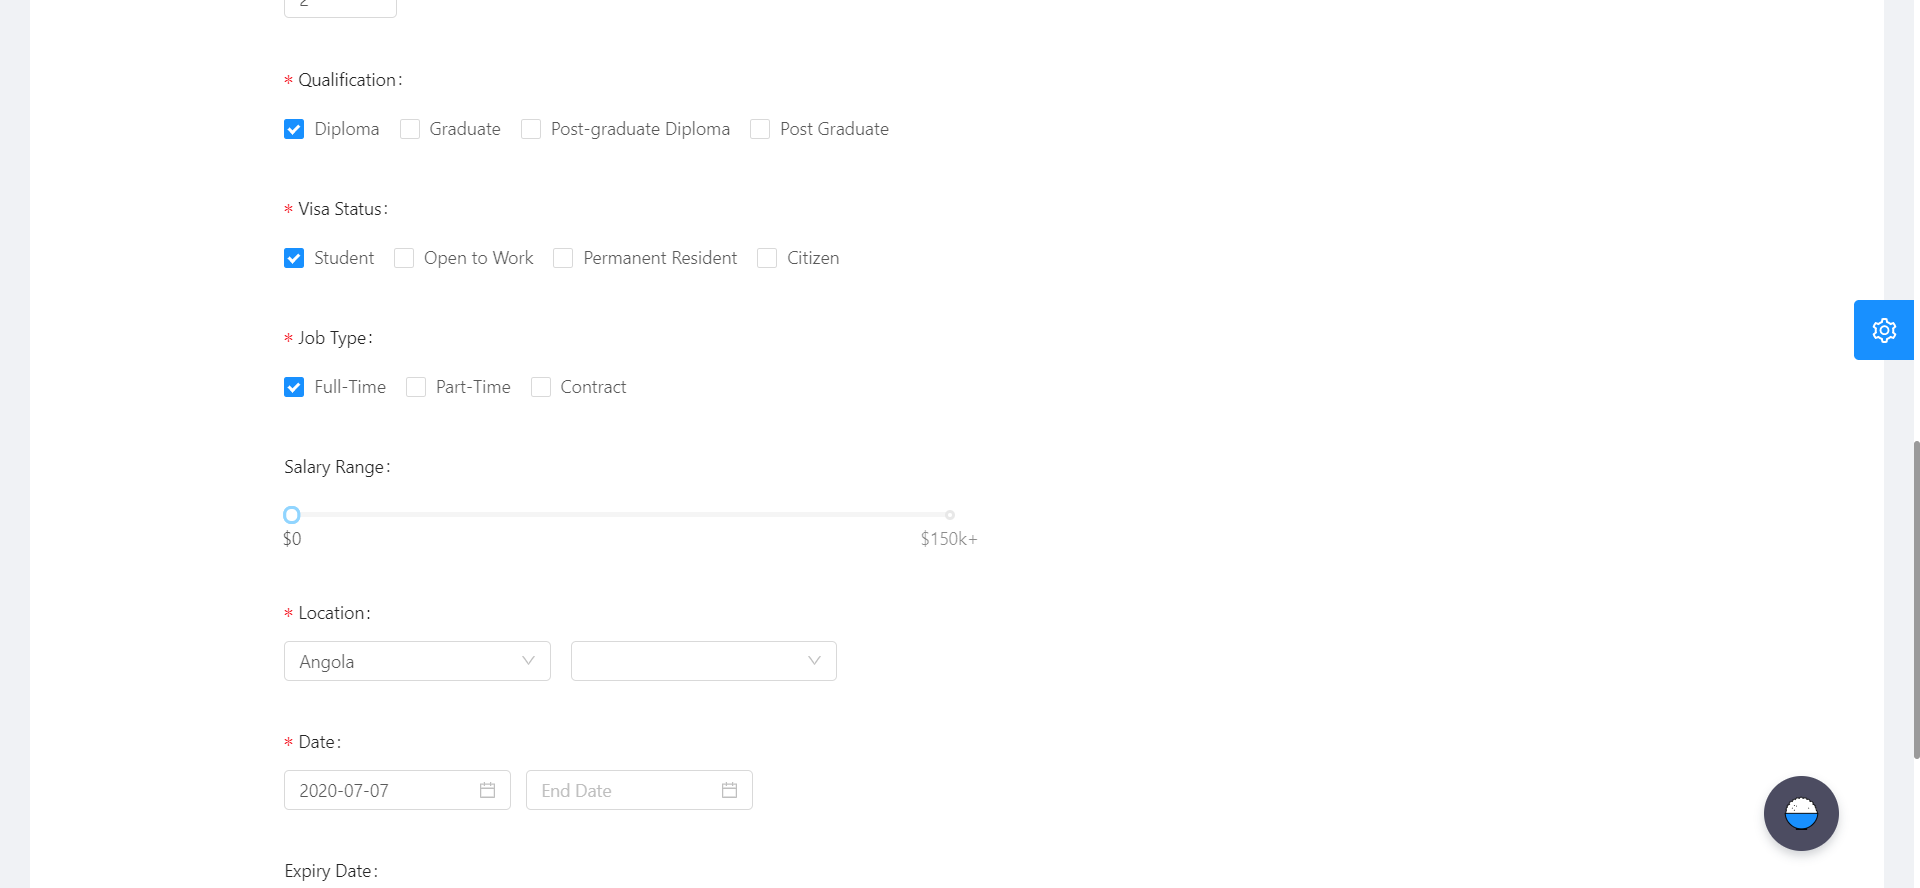 2
* Qualification:
Diploma Graduate Post-graduate Diploma Post Graduate
* Visa Status:
Student Open to Work Permanent Resident Citizen
* Job Type:
Full-Time Part-Time Contract
Salary Range:
$0 $150k+
* Location:
Angola
* Date:
2020-07-07 End Date
Expiry Date: